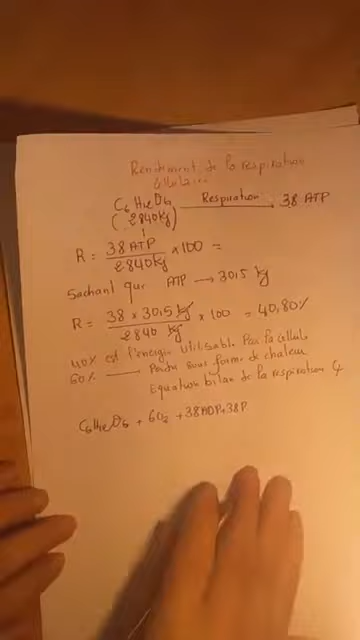 Rendement de la respiration
cellulaire
C₆H₁₂O₆ Respiration → 38 ATP
(2840kj)
R = 38 ATP / 2840kj × 100 =
Sachant que ATP → 30,5 kj
R = 38 × 30,5 kj / 2840 kj × 100 = 40,80%
40% est l'énergie utilisable Par la cellule
60% ——— Perdu sous forme de chaleur
Equation bilan de la respiration
C₆H₁₂O₆ + 6O₂ + 38ADP + 38P